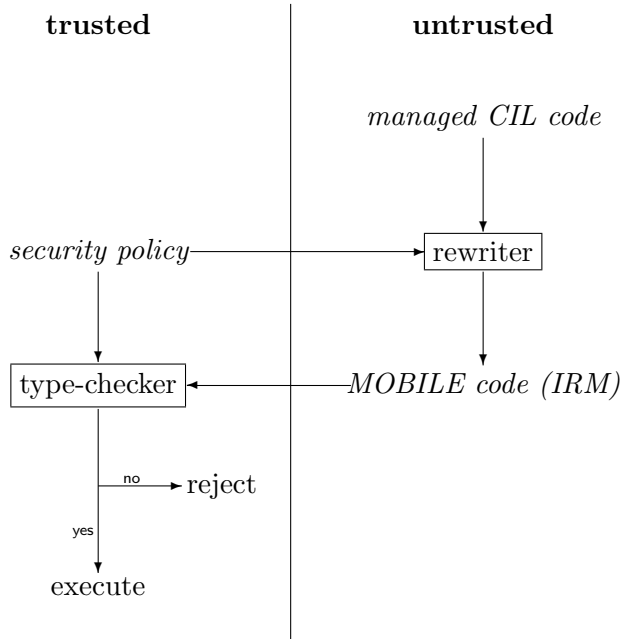 trusted
untrusted
managed CIL code
security policy
rewriter
type-checker
MOBILE code (IRM)
no
reject
yes
execute